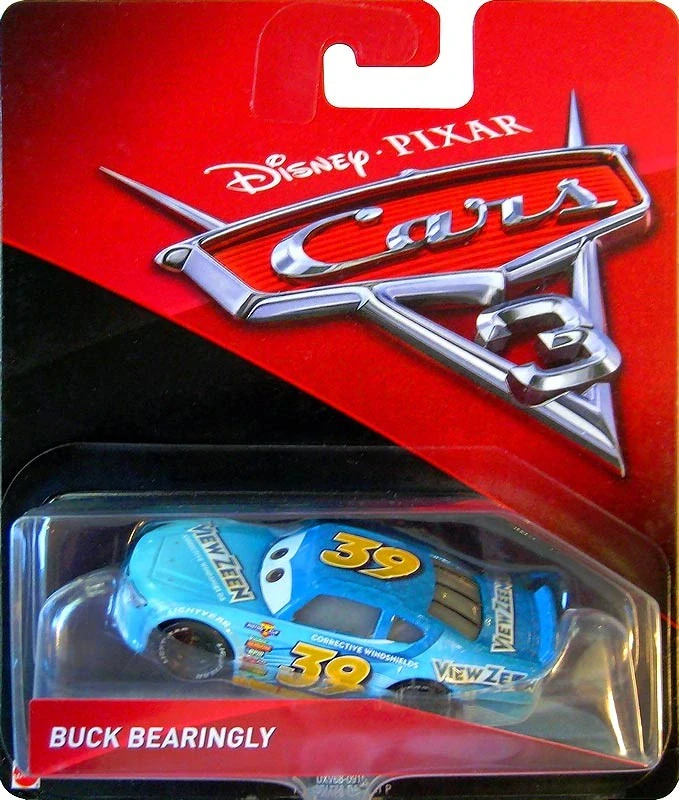 DISNEY · PIXAR
Cars
3
VIEWZEEN
39
VIEWZEEN
LIGHTYEAR
CORRECTIVE WINDSHIELDS
39
VIEWZEEN
BUCK BEARINGLY